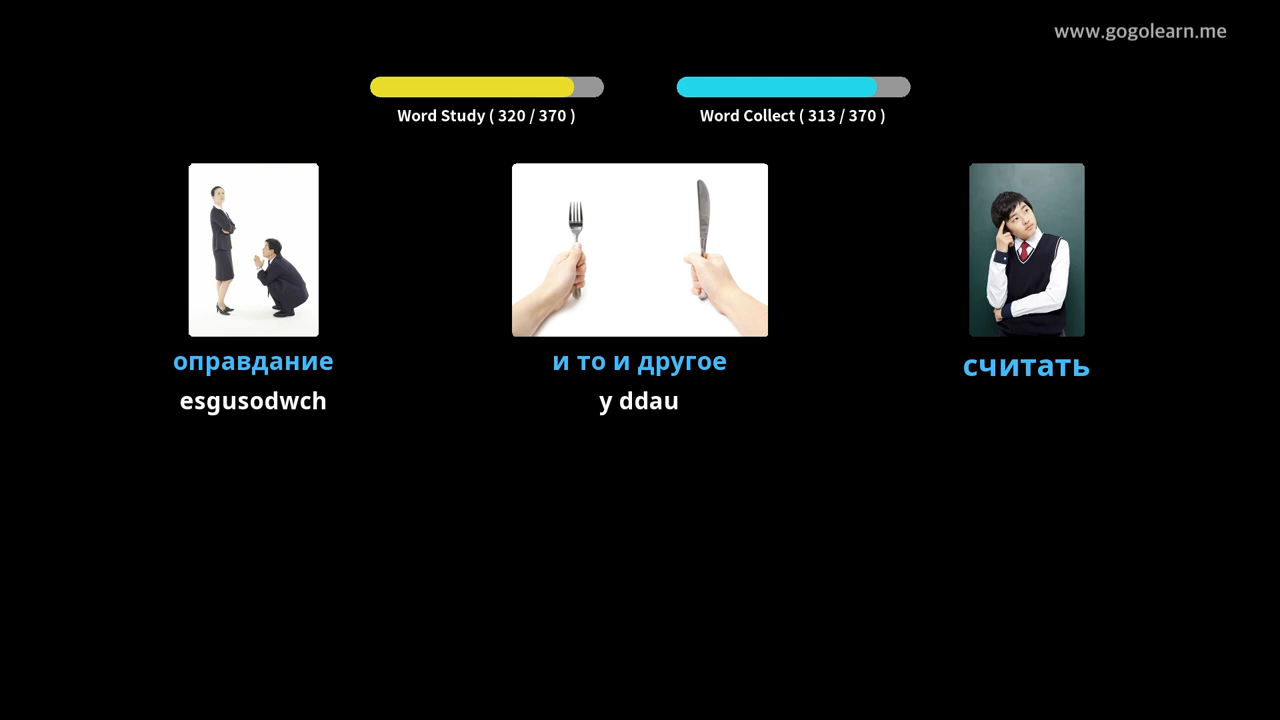 www.gogolearn.me
Word Study ( 320 / 370 )
Word Collect ( 313 / 370 )
оправдание
esgusodwch
и то и другое
y ddau
считать